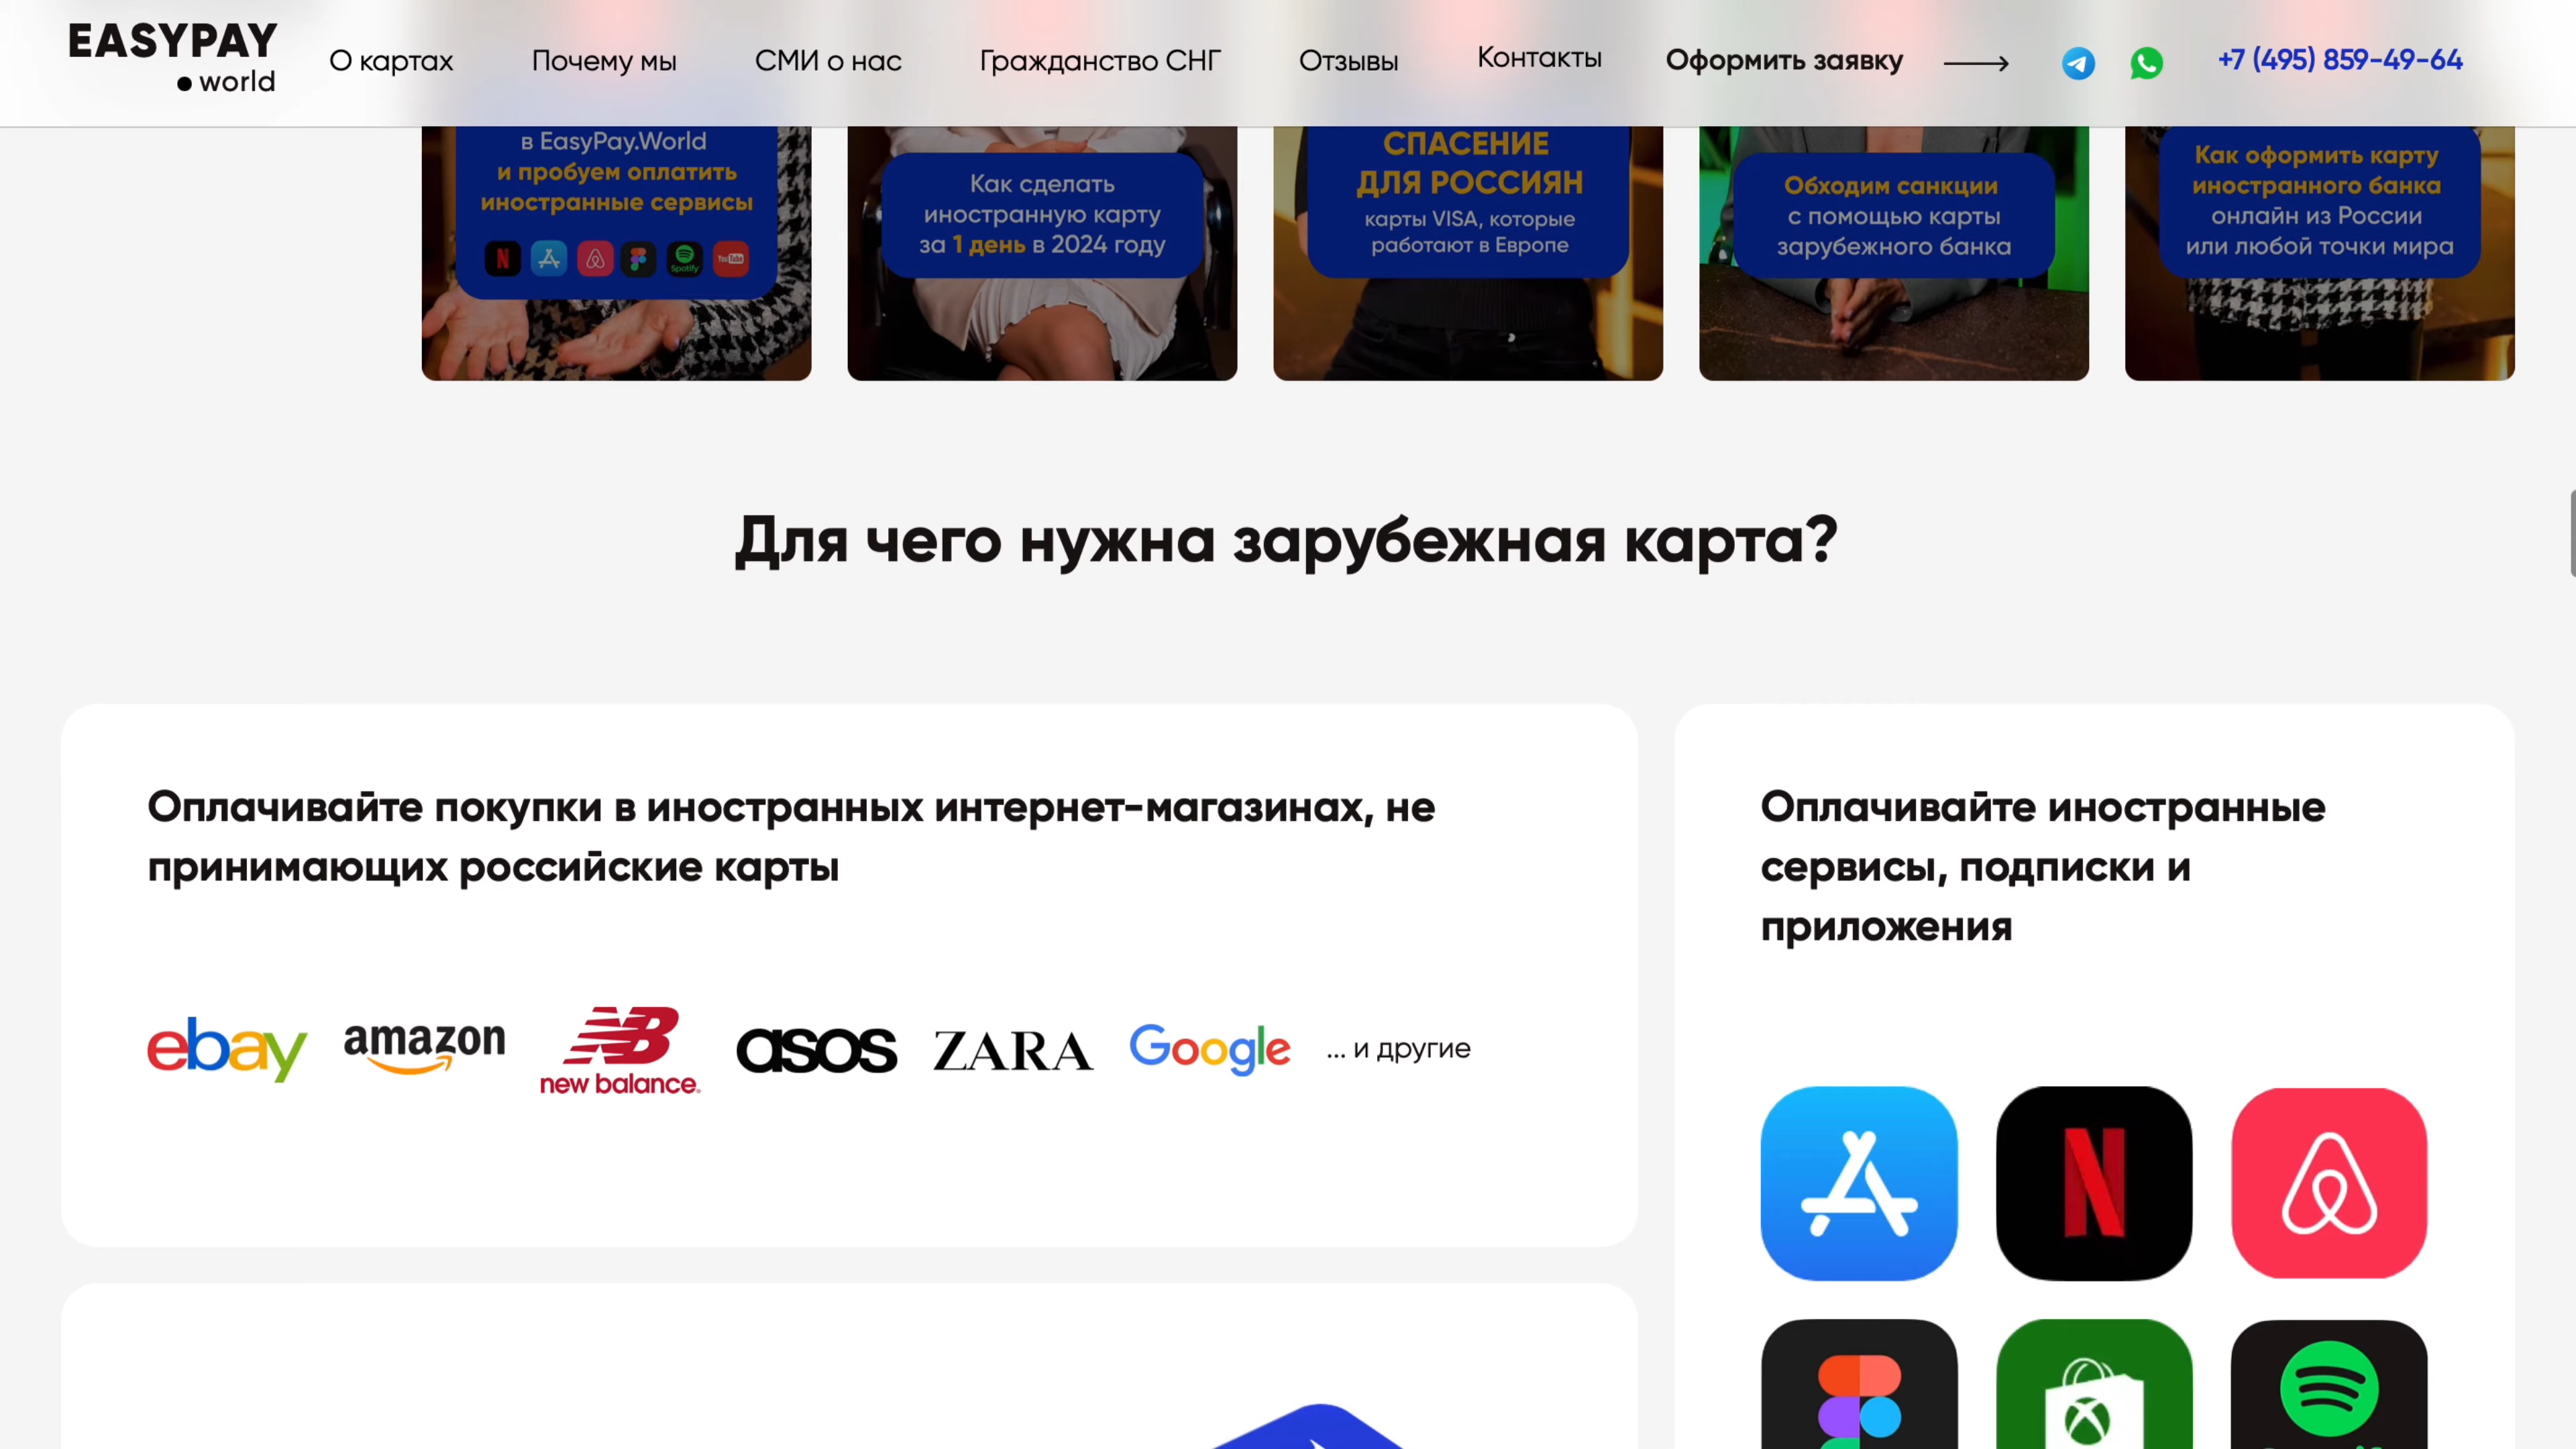 EASYPAY
world
О картах
Почему мы
СМИ о нас
Гражданство СНГ
Отзывы
Контакты
Оформить заявку
+7 (495) 859-49-64
в EasyPay.World
и пробуем оплатить
иностранные сервисы
Spotify
YouTube
Как сделать
иностранную карту
за 1 день в 2024 году
СПАСЕНИЕ
ДЛЯ РОССИЯН
карты VISA, которые
работают в Европе
Обходим санкции
с помощью карты
зарубежного банка
Как оформить карту
иностранного банка
онлайн из России
или любой точки мира
Для чего нужна зарубежная карта?
Оплачивайте покупки в иностранных интернет-магазинах, не
принимающих российские карты
ebay
amazon
new balance
asos
ZARA
Google
... и другие
Оплачивайте иностранные
сервисы, подписки и
приложения